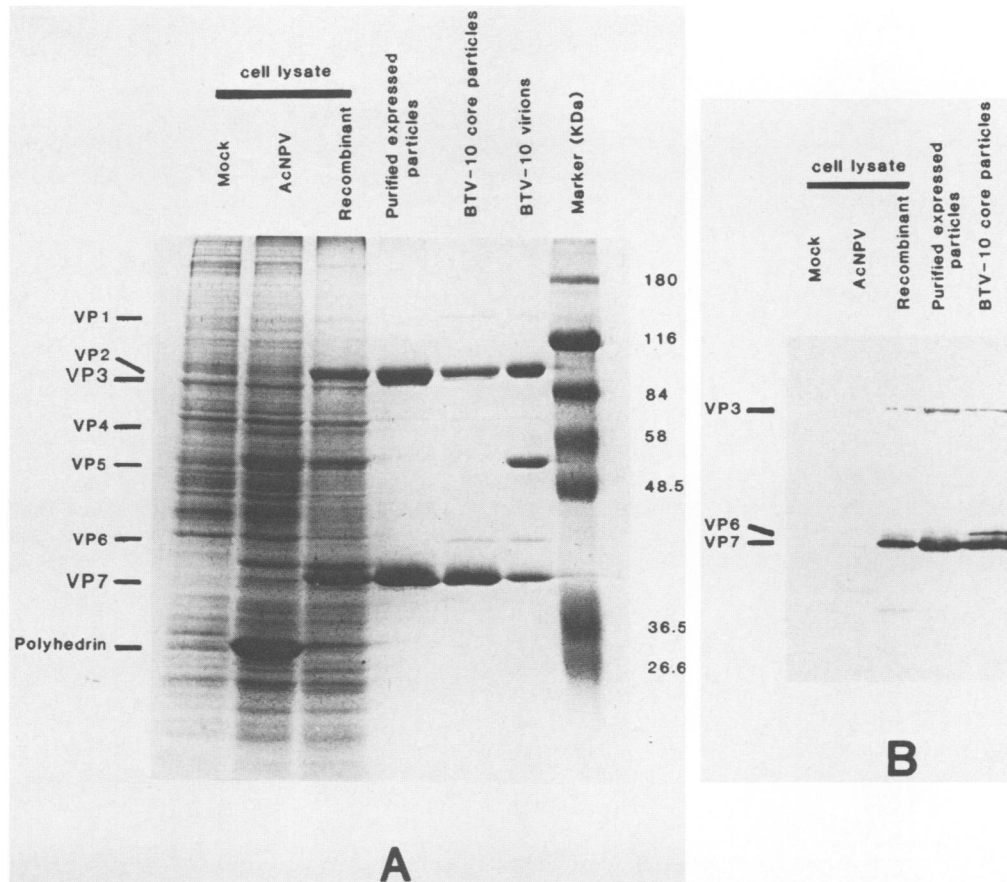 cell lysate
Mock
AcNPV
Recombinant
Purified expressed
particles
BTV-10 core particles
BTV-10 virions
Marker (KDa)
VP1
VP2
VP3
VP4
VP5
VP6
VP7
Polyhedrin
180
116
84
58
48.5
36.5
26.6
A
cell lysate
Mock
AcNPV
Recombinant
Purified expressed
particles
BTV-10 core particles
VP3
VP6
VP7
B